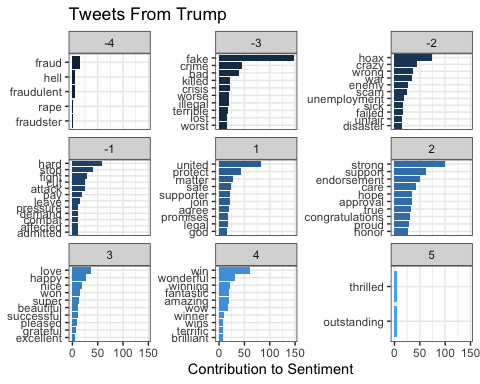 Tweets From Trump
-4
fraud
hell
fraudulent
rape
fraudster
-3
fake
crime
bad
killed
crisis
worse
illegal
terrible
lost
worst
-2
hoax
crazy
wrong
war
enemy
scam
unemployment
sick
failed
unfair
disaster
-1
hard
stop
fight
cut
attack
pay
leave
pressure
demand
combat
affected
admitted
1
united
protect
matter
safe
supporter
join
agree
promises
legal
god
2
strong
support
endorsement
care
hope
approval
true
congratulations
proud
honor
3
love
happy
nice
won
super
beautiful
successful
pleased
grateful
excellent
0 50 100 150
4
win
wonderful
winning
fantastic
amazing
wow
winner
wins
terrific
brilliant
0 50 100 150
5
thrilled
outstanding
0 50 100 150
Contribution to Sentiment